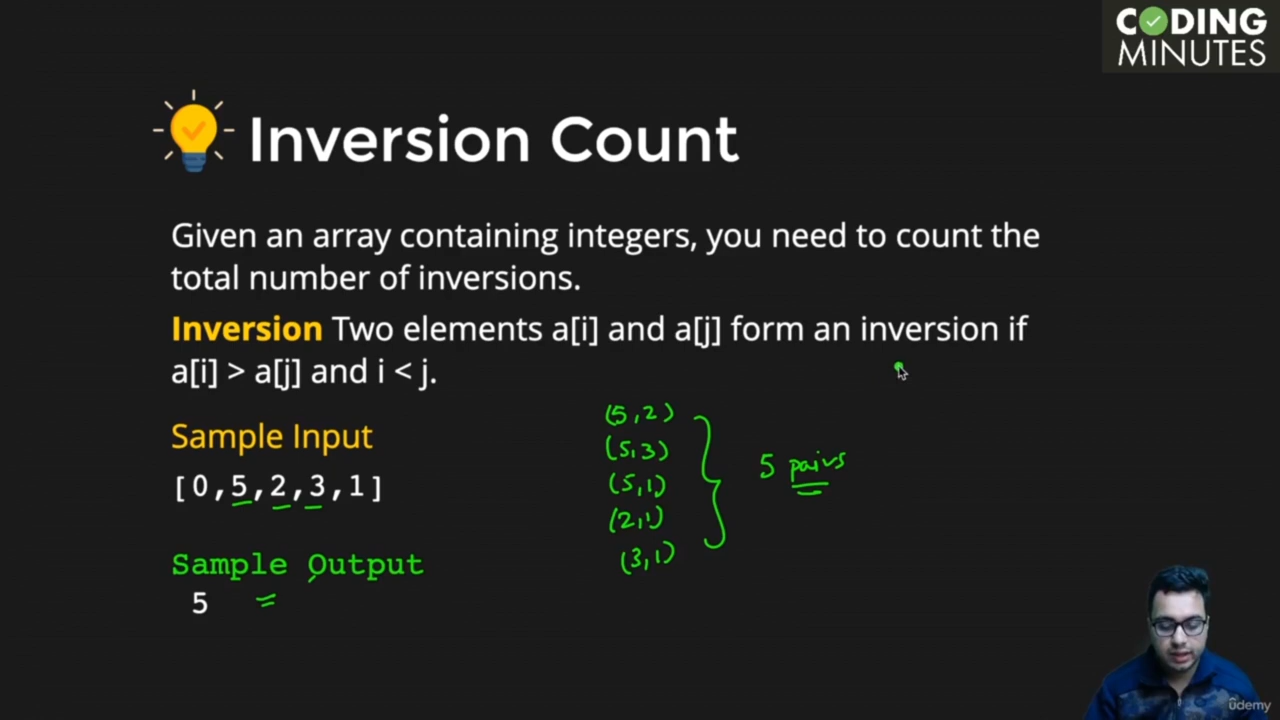 CODING
MINUTES
Inversion Count
Given an array containing integers, you need to count the
total number of inversions.
Inversion Two elements a[i] and a[j] form an inversion if
a[i] > a[j] and i < j.
Sample Input
[0,5,2,3,1]
Sample Output
5 =
(5,2)
(5,3)
(5,1)
(2,1)
(3,1)
5 pairs
ûdemy